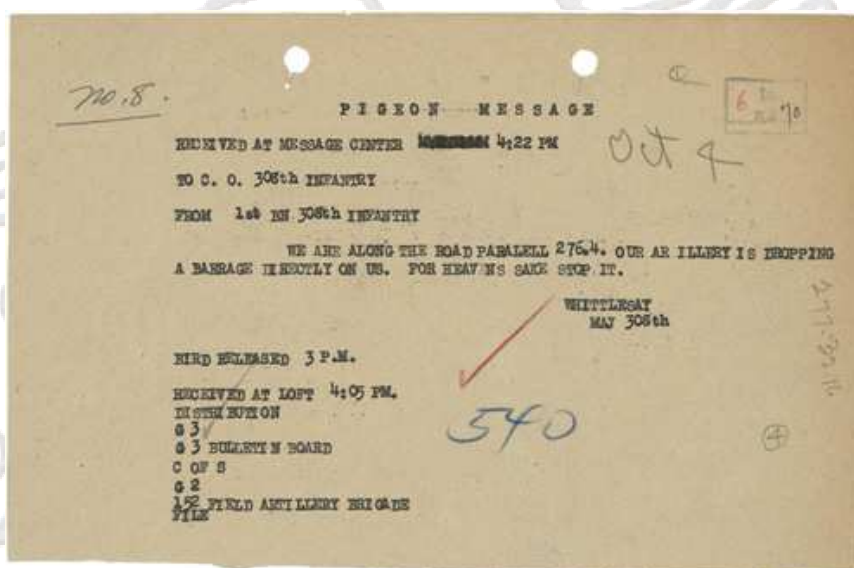 no. 8.
PIGEON MESSAGE
6
70
RECEIVED AT MESSAGE CENTER 4:22 PM
Oct 4
TO C. O. 308th INFANTRY
FROM 1st BN 308th INFANTRY
WE ARE ALONG THE ROAD PARALELL 276.4. OUR AR ILLERY IS DROPPING
A BARRAGE DIRECTLY ON US. FOR HEAVENS SAKE STOP IT.
WHITTLESAY
MAJ 308th
BIRD RELEASED 3 P.M.
RECEIVED AT LOFT 4:05 PM.
DISTRIBUTION
G 3
G 3 BULLETIN BOARD
C OF S
G 2
152 FIELD ARTILLERY BRIGADE
FILE
540
4